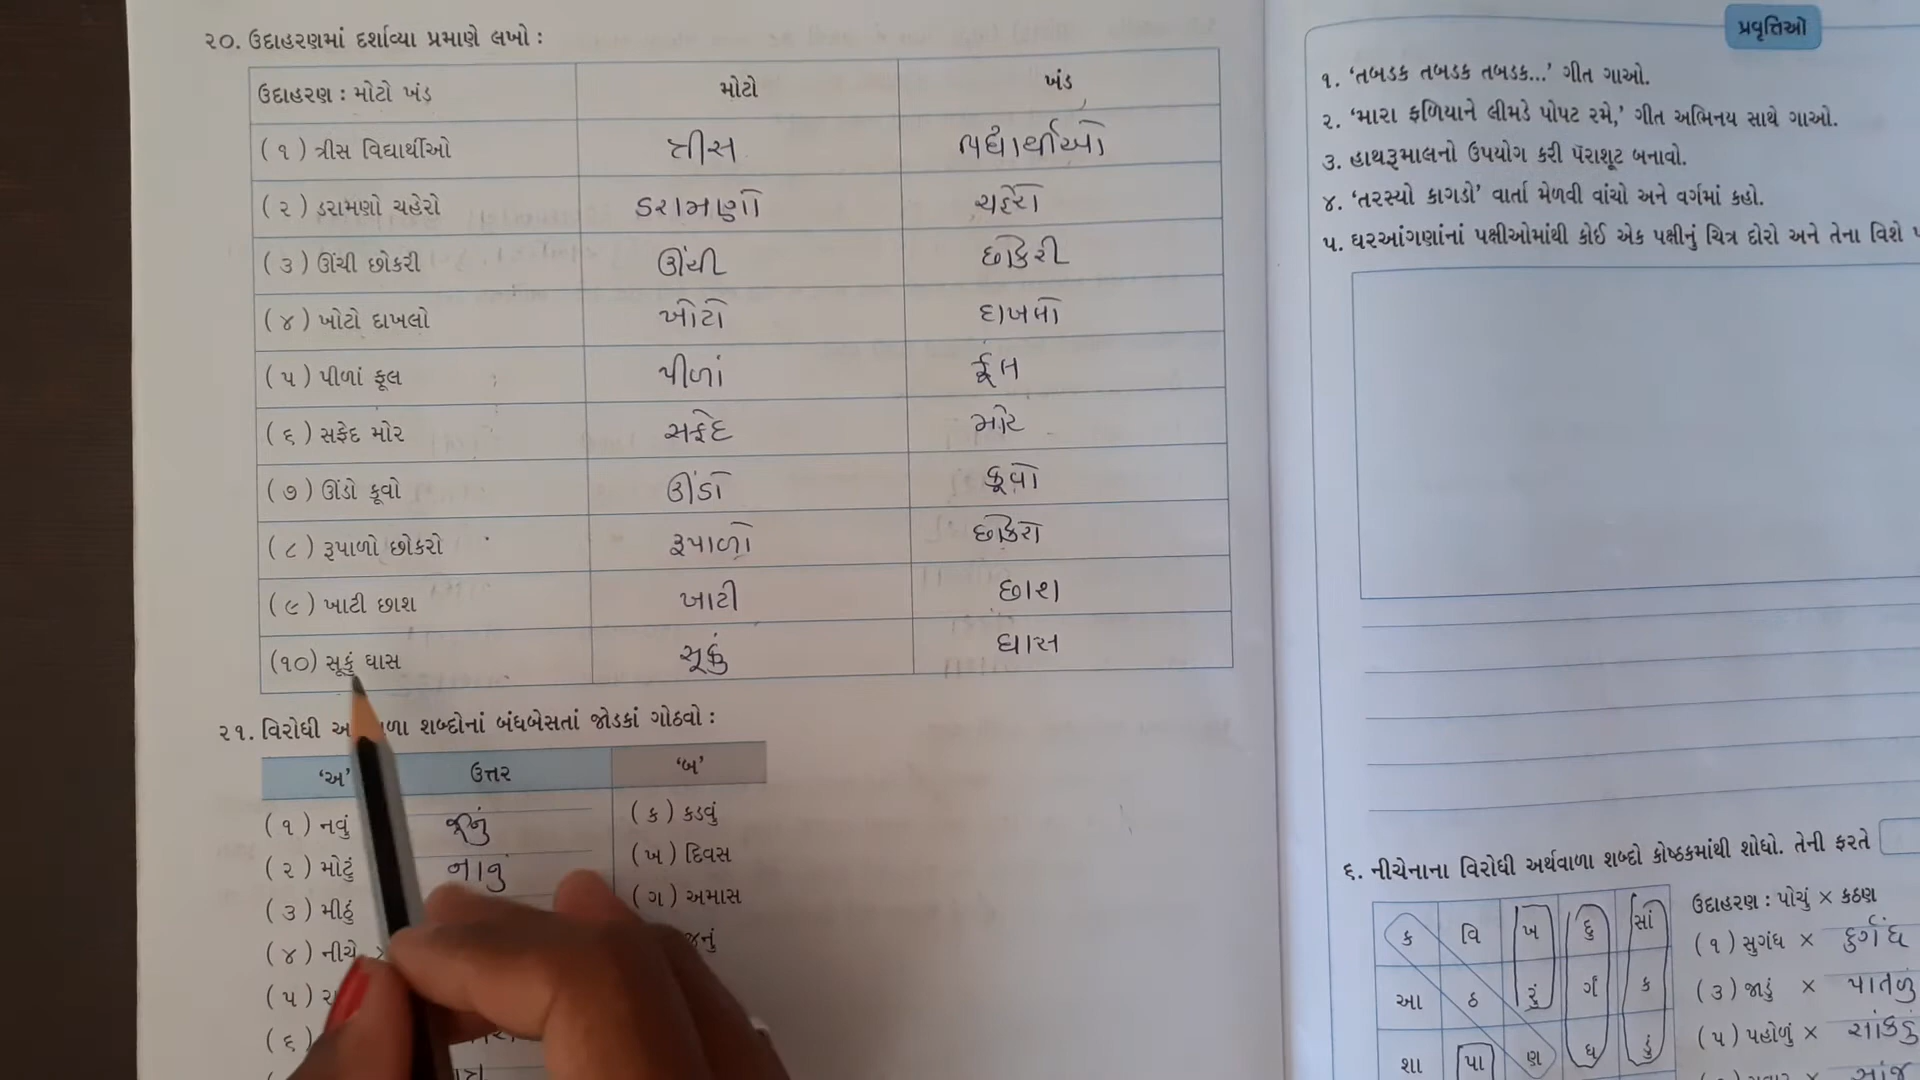 ૨૦. ઉદાહરણમાં દર્શાવ્યા પ્રમાણે લખો :
ઉદાહરણ : મોટો ખંડ મોટો ખંડ
(૧) ત્રીસ વિદ્યાર્થીઓ ત્રીસ
(૨) ડરામણો ચહેરો ડરામણો ચહેરો
(૩) ઊંચી છોકરી ઊંચી છોકરી
(૪) ખોટો દાખલો ખોટો દાખલો
(૫) પીળાં ફૂલ પીળાં ફૂલ
(૬) સફેદ મોર સફેદ મોર
(૭) ઊંડો કૂવો ઊંડો કૂવો
(૮) રૂપાળો છોકરો રૂપાળો છોકરો
(૯) ખાટી છાશ ખાટી છાશ
(૧૦) સૂકું ઘાસ સૂકું ઘાસ
૨૧. વિરોધી શબ્દોનાં બંધબેસતાં જોડકાં ગોઠવો :
‘અ’ ઉત્તર ‘બ’
(૧) નવું જૂનું (ક) કડવું
(૨) મોટું નાનું (ખ) દિવસ
(૩) મીઠું (ગ) અમાસ
(૪) નીચે
(૫)
(૬)
પ્રવૃત્તિઓ
૧. ‘તબડક તબડક તબડક...’ ગીત ગાઓ.
૨. ‘મારા ફળિયાને લીમડે પોપટ રમે,’ ગીત અભિનય સાથે ગાઓ.
૩. હાથરૂમાલનો ઉપયોગ કરી પૅરાશૂટ બનાવો.
૪. ‘તરસ્યો કાગડો’ વાર્તા મેળવી વાંચો અને વર્ગમાં કહો.
૫. ઘરઆંગણાંનાં પક્ષીઓમાંથી કોઈ એક પક્ષીનું ચિત્ર દોરો અને તેના વિશે
૬. નીચેનાના વિરોધી અર્થવાળા શબ્દો કોષ્ઠકમાંથી શોધો. તેની ફરતે
ક વિ ખ દુ સાં
આ ઠ રું ર્ગ ક
શા પા ણ ધ ડું
ઉદાહરણ : પોચું × કઠણ
(૧) સુગંધ × દુર્ગંધ
(૩) જાડું × પાતળું
(૫) પહોળું × સાંકડું